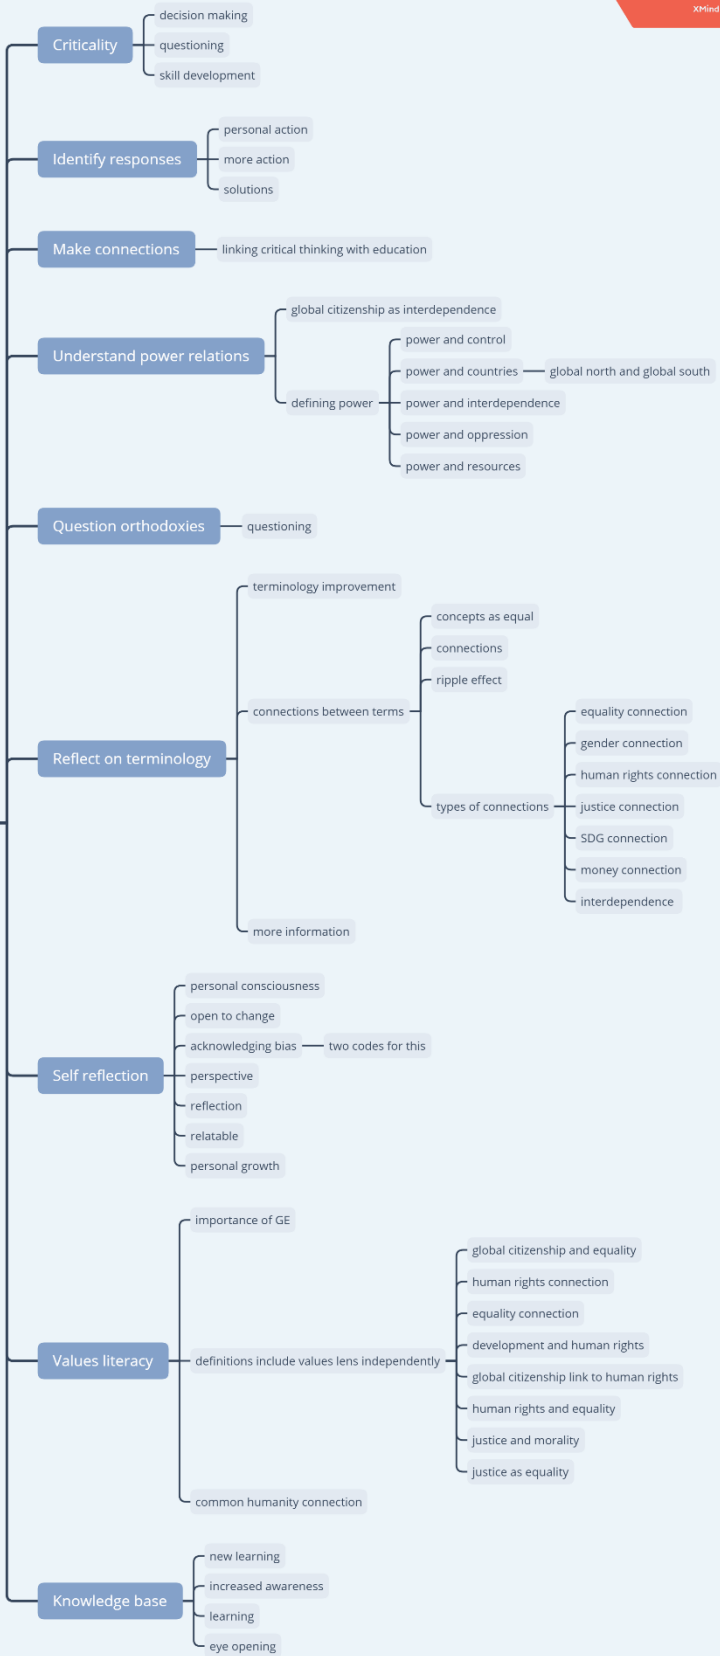 XMind
Criticality
decision making
questioning
skill development
Identify responses
personal action
more action
solutions
Make connections
linking critical thinking with education
Understand power relations
global citizenship as interdependence
defining power
power and control
power and countries
global north and global south
power and interdependence
power and oppression
power and resources
Question orthodoxies
questioning
Reflect on terminology
terminology improvement
connections between terms
concepts as equal
connections
ripple effect
types of connections
equality connection
gender connection
human rights connection
justice connection
SDG connection
money connection
interdependence
more information
Self reflection
personal consciousness
open to change
acknowledging bias
two codes for this
perspective
reflection
relatable
personal growth
Values literacy
importance of GE
definitions include values lens independently
global citizenship and equality
human rights connection
equality connection
development and human rights
global citizenship link to human rights
human rights and equality
justice and morality
justice as equality
common humanity connection
Knowledge base
new learning
increased awareness
learning
eye opening